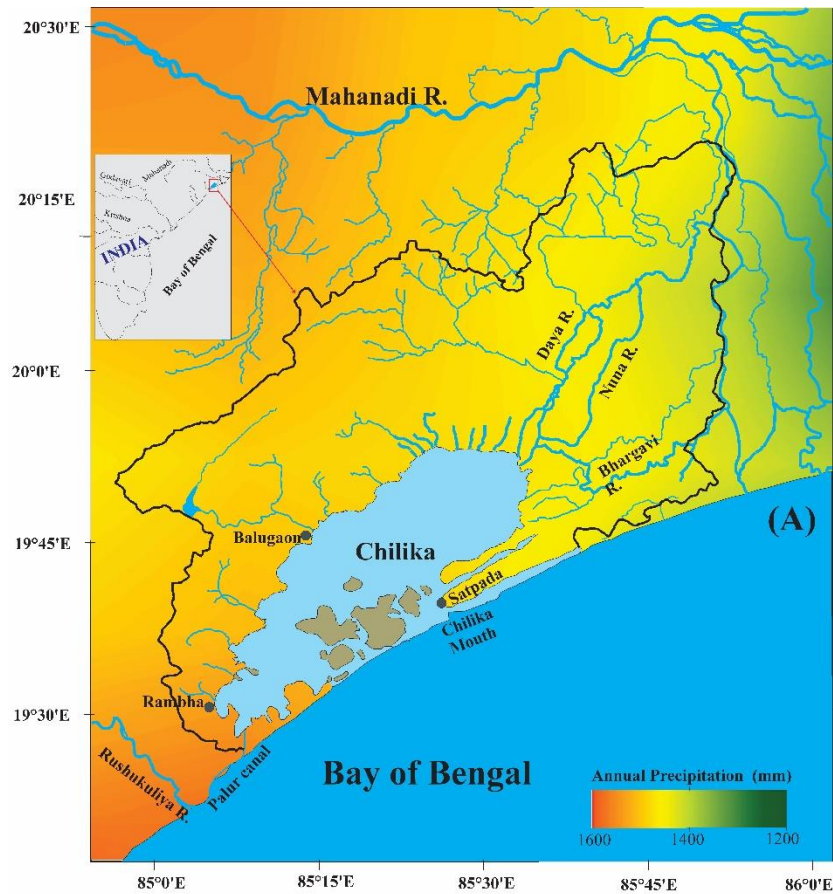 20°30'E
Mahanadi R.
Godavari
Mahanadi
Krishna
INDIA
Bay of Bengal
20°15'E
20°0'E
Daya R.
Nuna R.
Bhargavi
R.
(A)
19°45'E
Balugaon
Chilika
Satpada
Chilika
Mouth
Rambha
19°30'E
Rushukuliya R.
Palur canal
Bay of Bengal
Annual Precipitation (mm)
1600 1400 1200
85°0'E 85°15'E 85°30'E 85°45'E 86°0'E